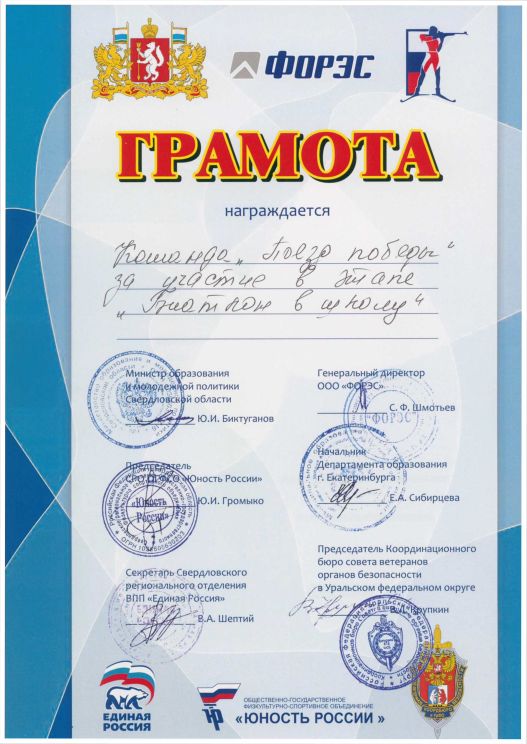 ФОРЭС
ГРАМОТА
награждается
Команда „Поезд победы“
за участие в этапе
„Биатлон в школу“
Министр образования
и молодежной политики
Свердловской области
Ю.И. Биктуганов
Генеральный директор
ООО «ФОРЭС»
С. Ф. Шмотьев
«ФОРЭС»
Председатель
«Юность России»
Ю.И. Громыко
«Юность
России»
Начальник
Департамента образования
г. Екатеринбурга
Е.А. Сибирцева
Секретарь Свердловского
регионального отделения
ВПП «Единая Россия»
В.А. Шептий
Председатель Координационного
бюро совета ветеранов
органов безопасности
в Уральском федеральном округе
ЕДИНАЯ
РОССИЯ
ОБЩЕСТВЕННО-ГОСУДАРСТВЕННОЕ
ФИЗКУЛЬТУРНО-СПОРТИВНОЕ ОБЪЕДИНЕНИЕ
«ЮНОСТЬ РОССИИ »